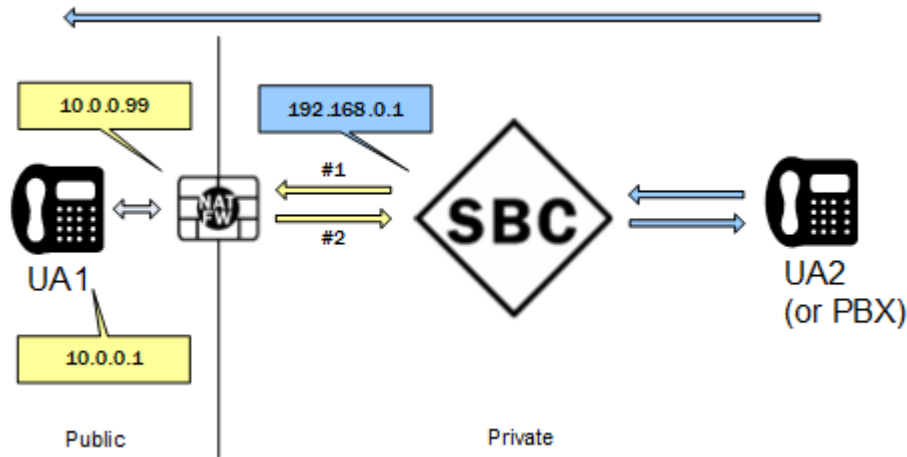 10.0.0.99
192.168.0.1
#1
NAT
FW
SBC
#2
UA1
UA2
(or PBX)
10.0.0.1
Public
Private